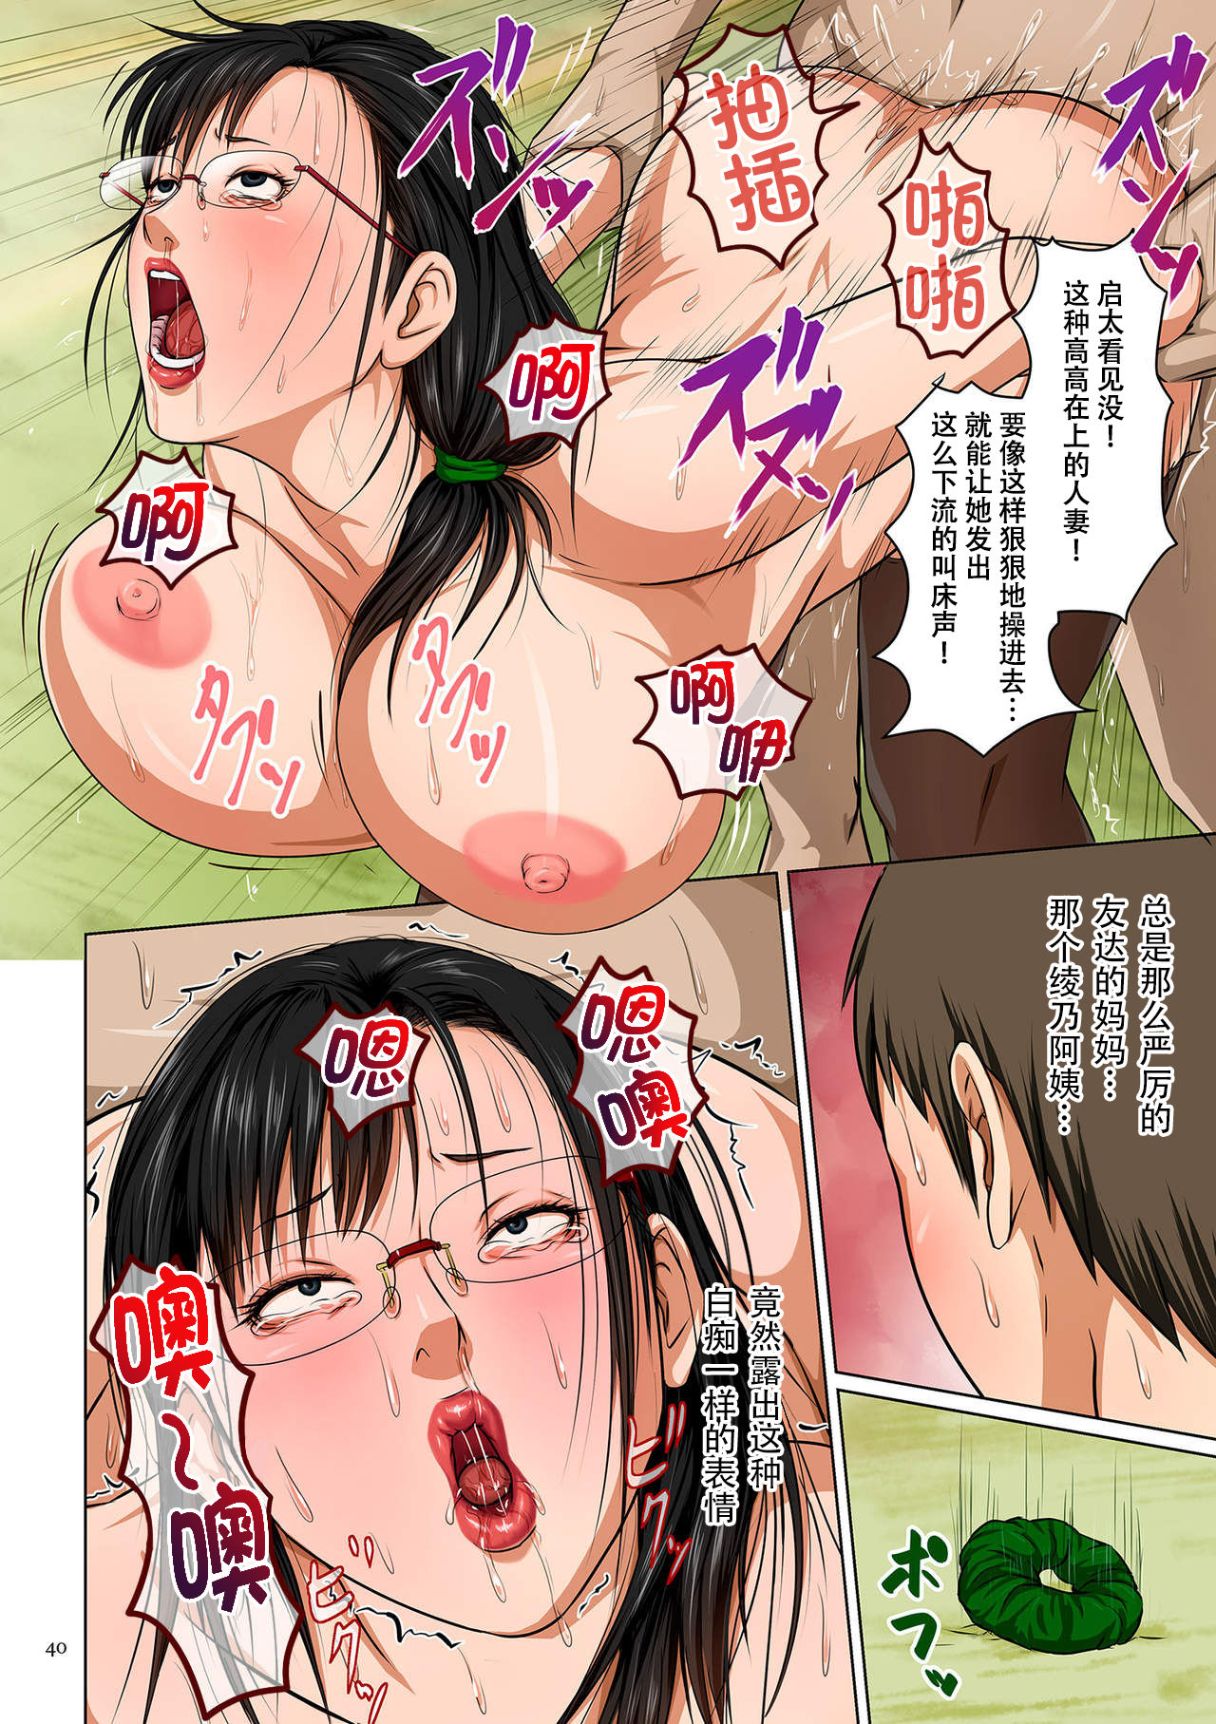 ズンッ
抽插
啪啪
ズンッ
启太看见没！
这种高高在上的人妻！
要像这样狠狠地操进去…
就能让她发出
这么下流的叫床声！
啊
ズンッ
啊
啊
咿
タプッ
タプッ
总是那么严厉的
友达的妈妈…
那个绫乃阿姨…
嗯
噢
嗯
竟然露出这种
白痴一样的表情
噢～噢
ビクッ
ビクッ
ポフッ
40